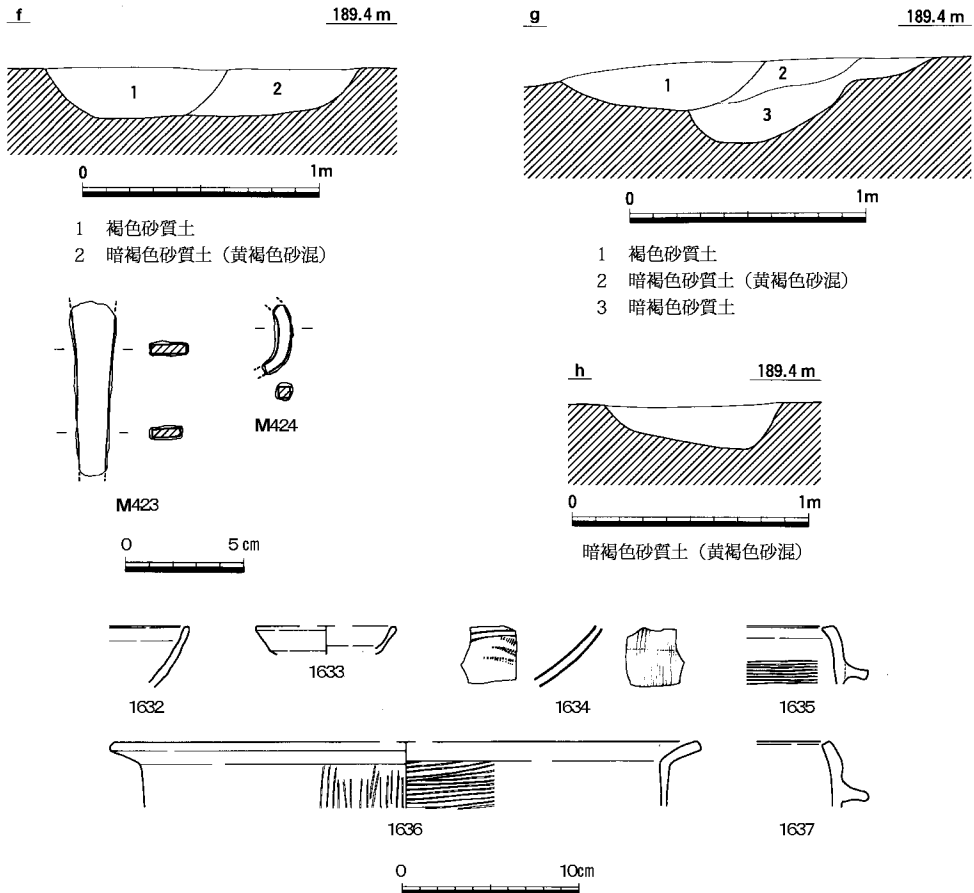 f 189.4 m
1 2
0 1m
1 褐色砂質土
2 暗褐色砂質土（黄褐色砂混）
g 189.4 m
1 2 3
0 1m
1 褐色砂質土
2 暗褐色砂質土（黄褐色砂混）
3 暗褐色砂質土
h 189.4 m
0 1m
暗褐色砂質土（黄褐色砂混）
M423
M424
0 5cm
1632
1633
1634
1635
1636
1637
0 10cm